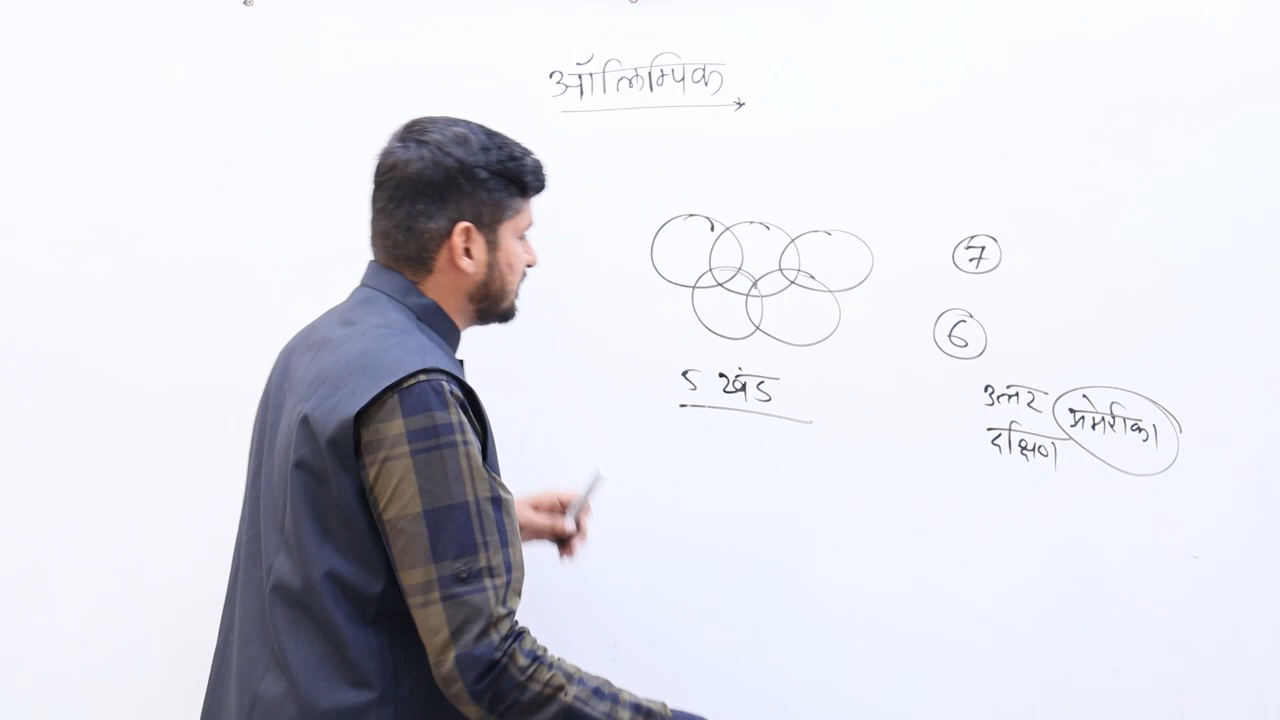 ऑलिम्पिक
7
6
5 खंड
उत्तर अमेरीका
दक्षिण